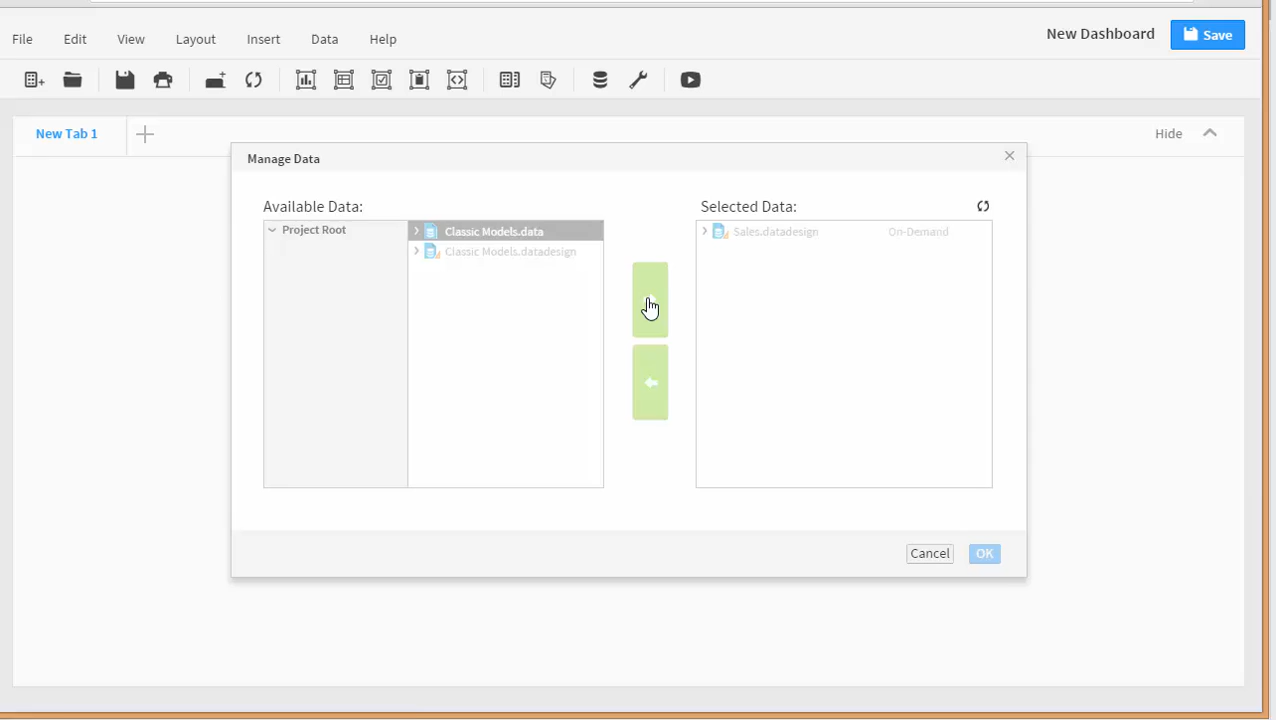 File Edit View Layout Insert Data Help
New Dashboard Save
New Tab 1 Hide
Manage Data
Available Data: Selected Data:
Project Root Classic Models.data Sales.datadesign On-Demand
Classic Models.datadesign
Cancel OK